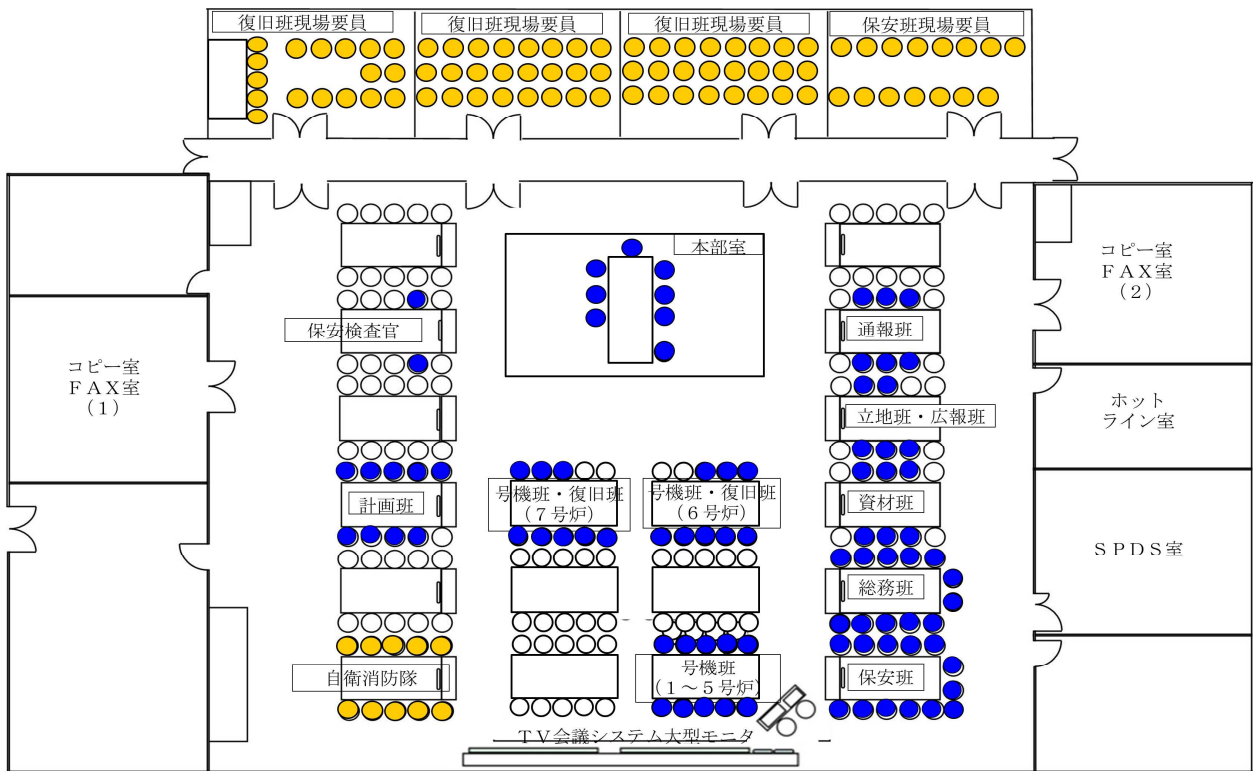 復旧班現場要員
復旧班現場要員
復旧班現場要員
保安班現場要員
本部室
コピー室
ＦＡＸ室
（2）
保安検査官
通報班
コピー室
ＦＡＸ室
（1）
立地班・広報班
ホット
ライン室
計画班
号機班・復旧班
（７号炉）
号機班・復旧班
（６号炉）
資材班
ＳＰＤＳ室
総務班
自衛消防隊
号機班
（１～５号炉）
保安班
ＴＶ会議システム大型モニタ